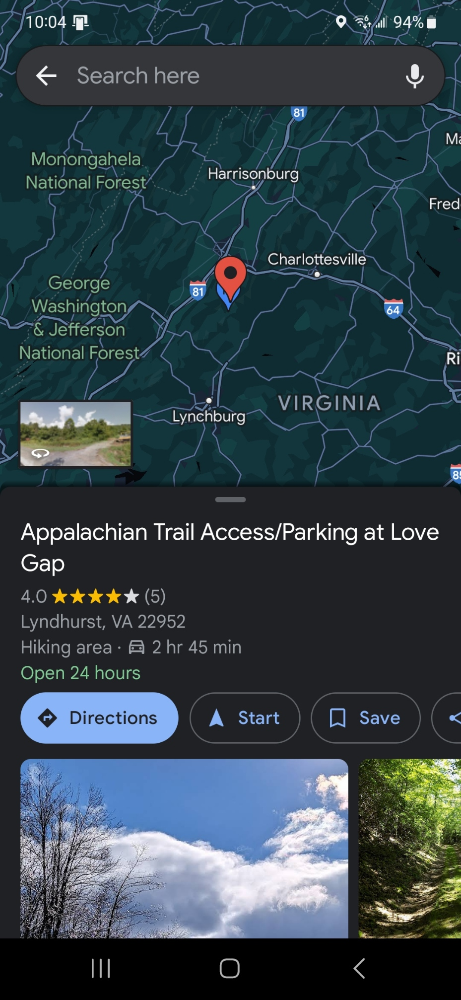 10:04
94%
Search here
81
Ma
Monongahela
National Forest
Harrisonburg
Fred
Charlottesville
George
Washington
& Jefferson
National Forest
81
64
Ri
VIRGINIA
Lynchburg
85
Appalachian Trail Access/Parking at Love
Gap
4.0 (5)
Lyndhurst, VA 22952
Hiking area · 2 hr 45 min
Open 24 hours
Directions
Start
Save